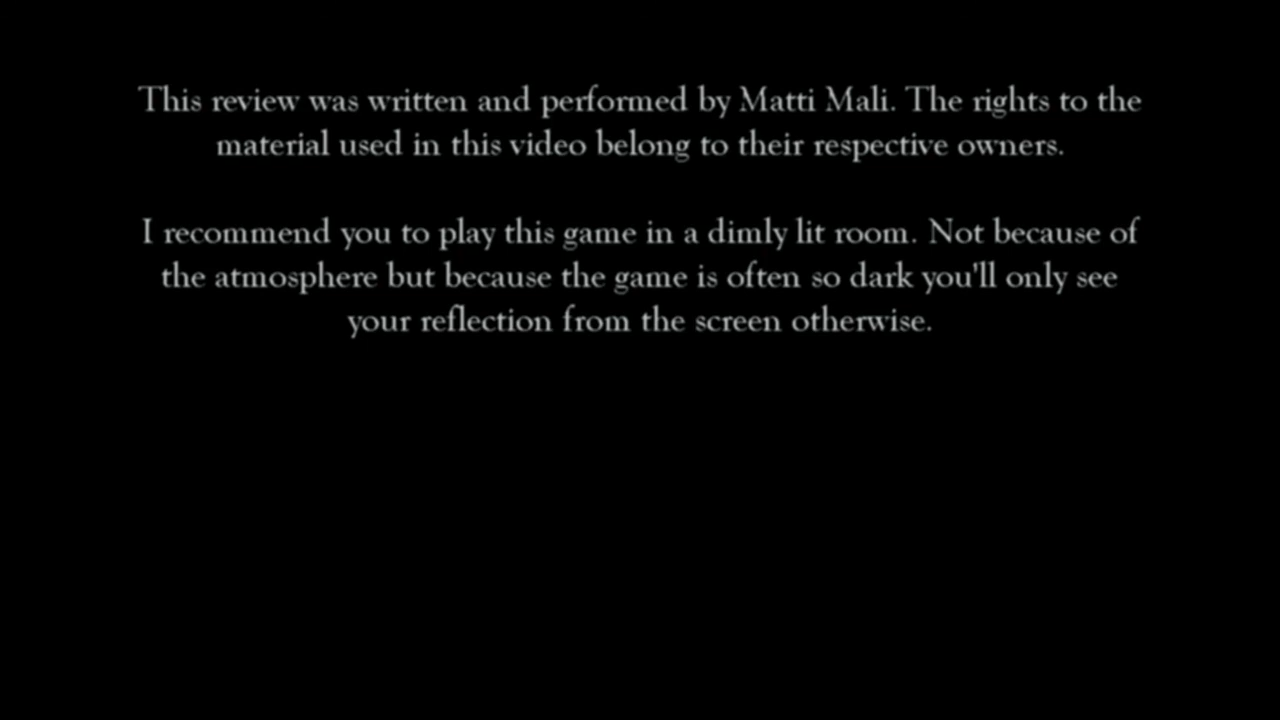 This review was written and performed by Matti Mali. The rights to the
material used in this video belong to their respective owners.
I recommend you to play this game in a dimly lit room. Not because of
the atmosphere but because the game is often so dark you'll only see
your reflection from the screen otherwise.